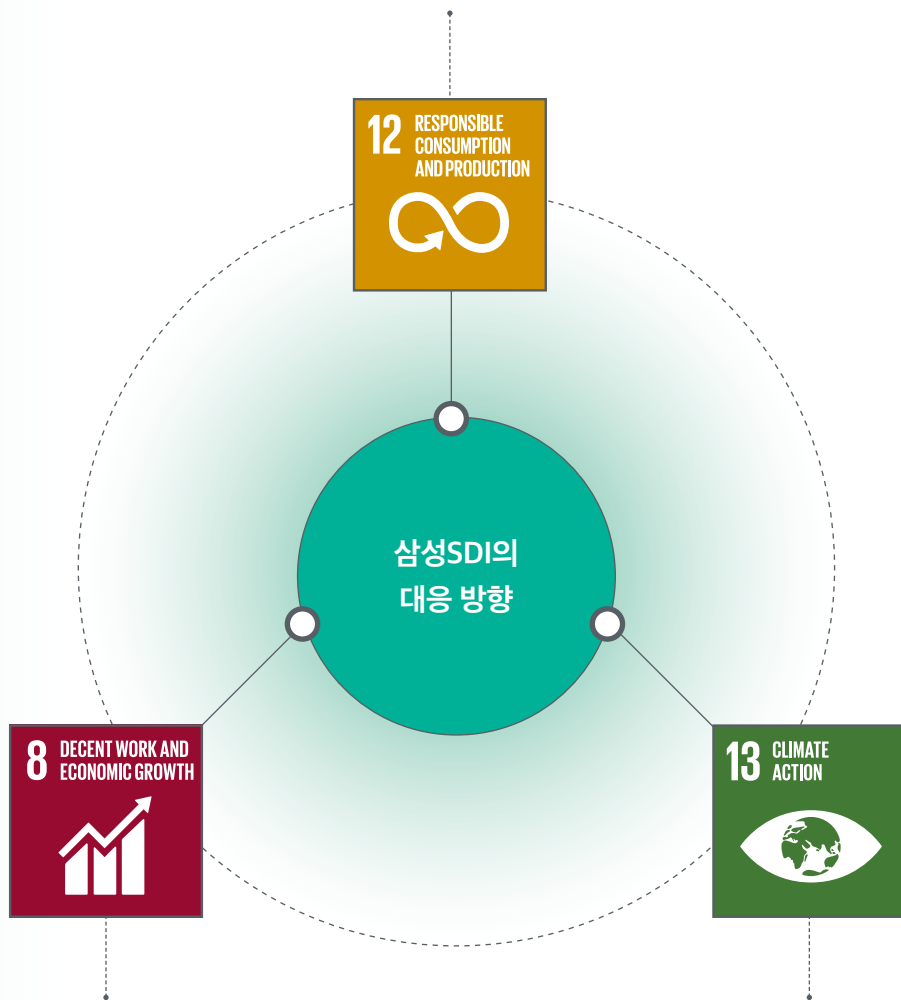 12 RESPONSIBLE
CONSUMPTION
AND PRODUCTION
삼성SDI의
대응 방향
8 DECENT WORK AND
ECONOMIC GROWTH
13 CLIMATE
ACTION